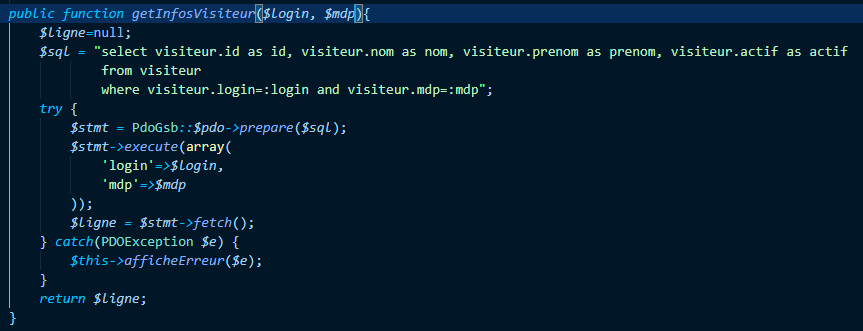 public function getInfosVisiteur($login, $mdp){
    $ligne=null;
    $sql = "select visiteur.id as id, visiteur.nom as nom, visiteur.prenom as prenom, visiteur.actif as actif
            from visiteur
            where visiteur.login=:login and visiteur.mdp=:mdp";
    try {
        $stmt = PdoGsb::$pdo->prepare($sql);
        $stmt->execute(array(
            'login'=>$login,
            'mdp'=>$mdp
        ));
        $ligne = $stmt->fetch();
    } catch(PDOException $e) {
        $this->afficheErreur($e);
    }
    return $ligne;
}